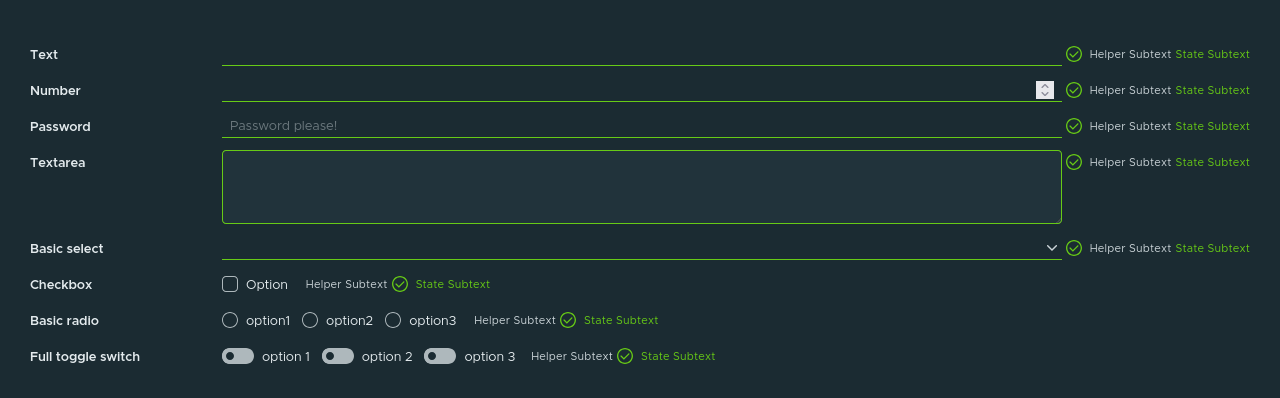 Text Helper Subtext State Subtext
Number Helper Subtext State Subtext
Password Password please! Helper Subtext State Subtext
Textarea Helper Subtext State Subtext
Basic select Helper Subtext State Subtext
Checkbox Option Helper Subtext State Subtext
Basic radio option1 option2 option3 Helper Subtext State Subtext
Full toggle switch option 1 option 2 option 3 Helper Subtext State Subtext